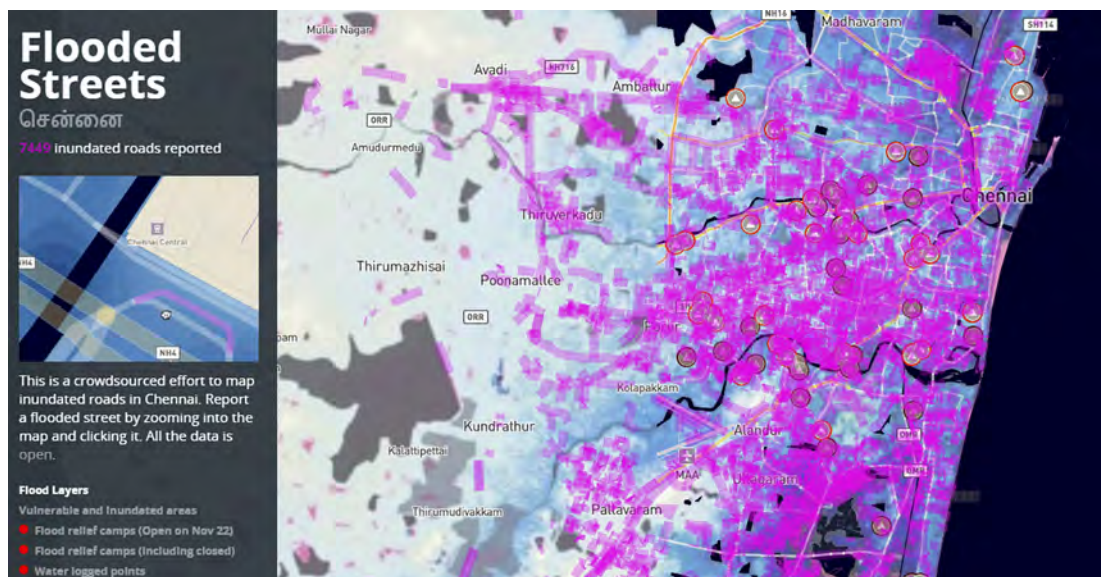 Flooded
Streets
சென்னை
7449 inundated roads reported
Chennai Central
NH4
NH4
This is a crowdsourced effort to map
inundated roads in Chennai. Report
a flooded street by zooming into the
map and clicking it. All the data is
open.
Flood Layers
Vulnerable and Inundated areas
Flood relief camps (Open on Nov 22)
Flood relief camps (Including closed)
Water logged points
Mullai Nagar
NH16
Madhavaram
SH114
Avadi
NH716
Ambattur
ORR
Amudurmedu
Chennai
Thiruverkadu
Thirumazhisai
Poonamallee
ORR
Porur
Kolapakkam
Kundrathur
Alandur
OMR
Kalattipettai
MAA
OMR
Thirumudivakkam
Pallavaram